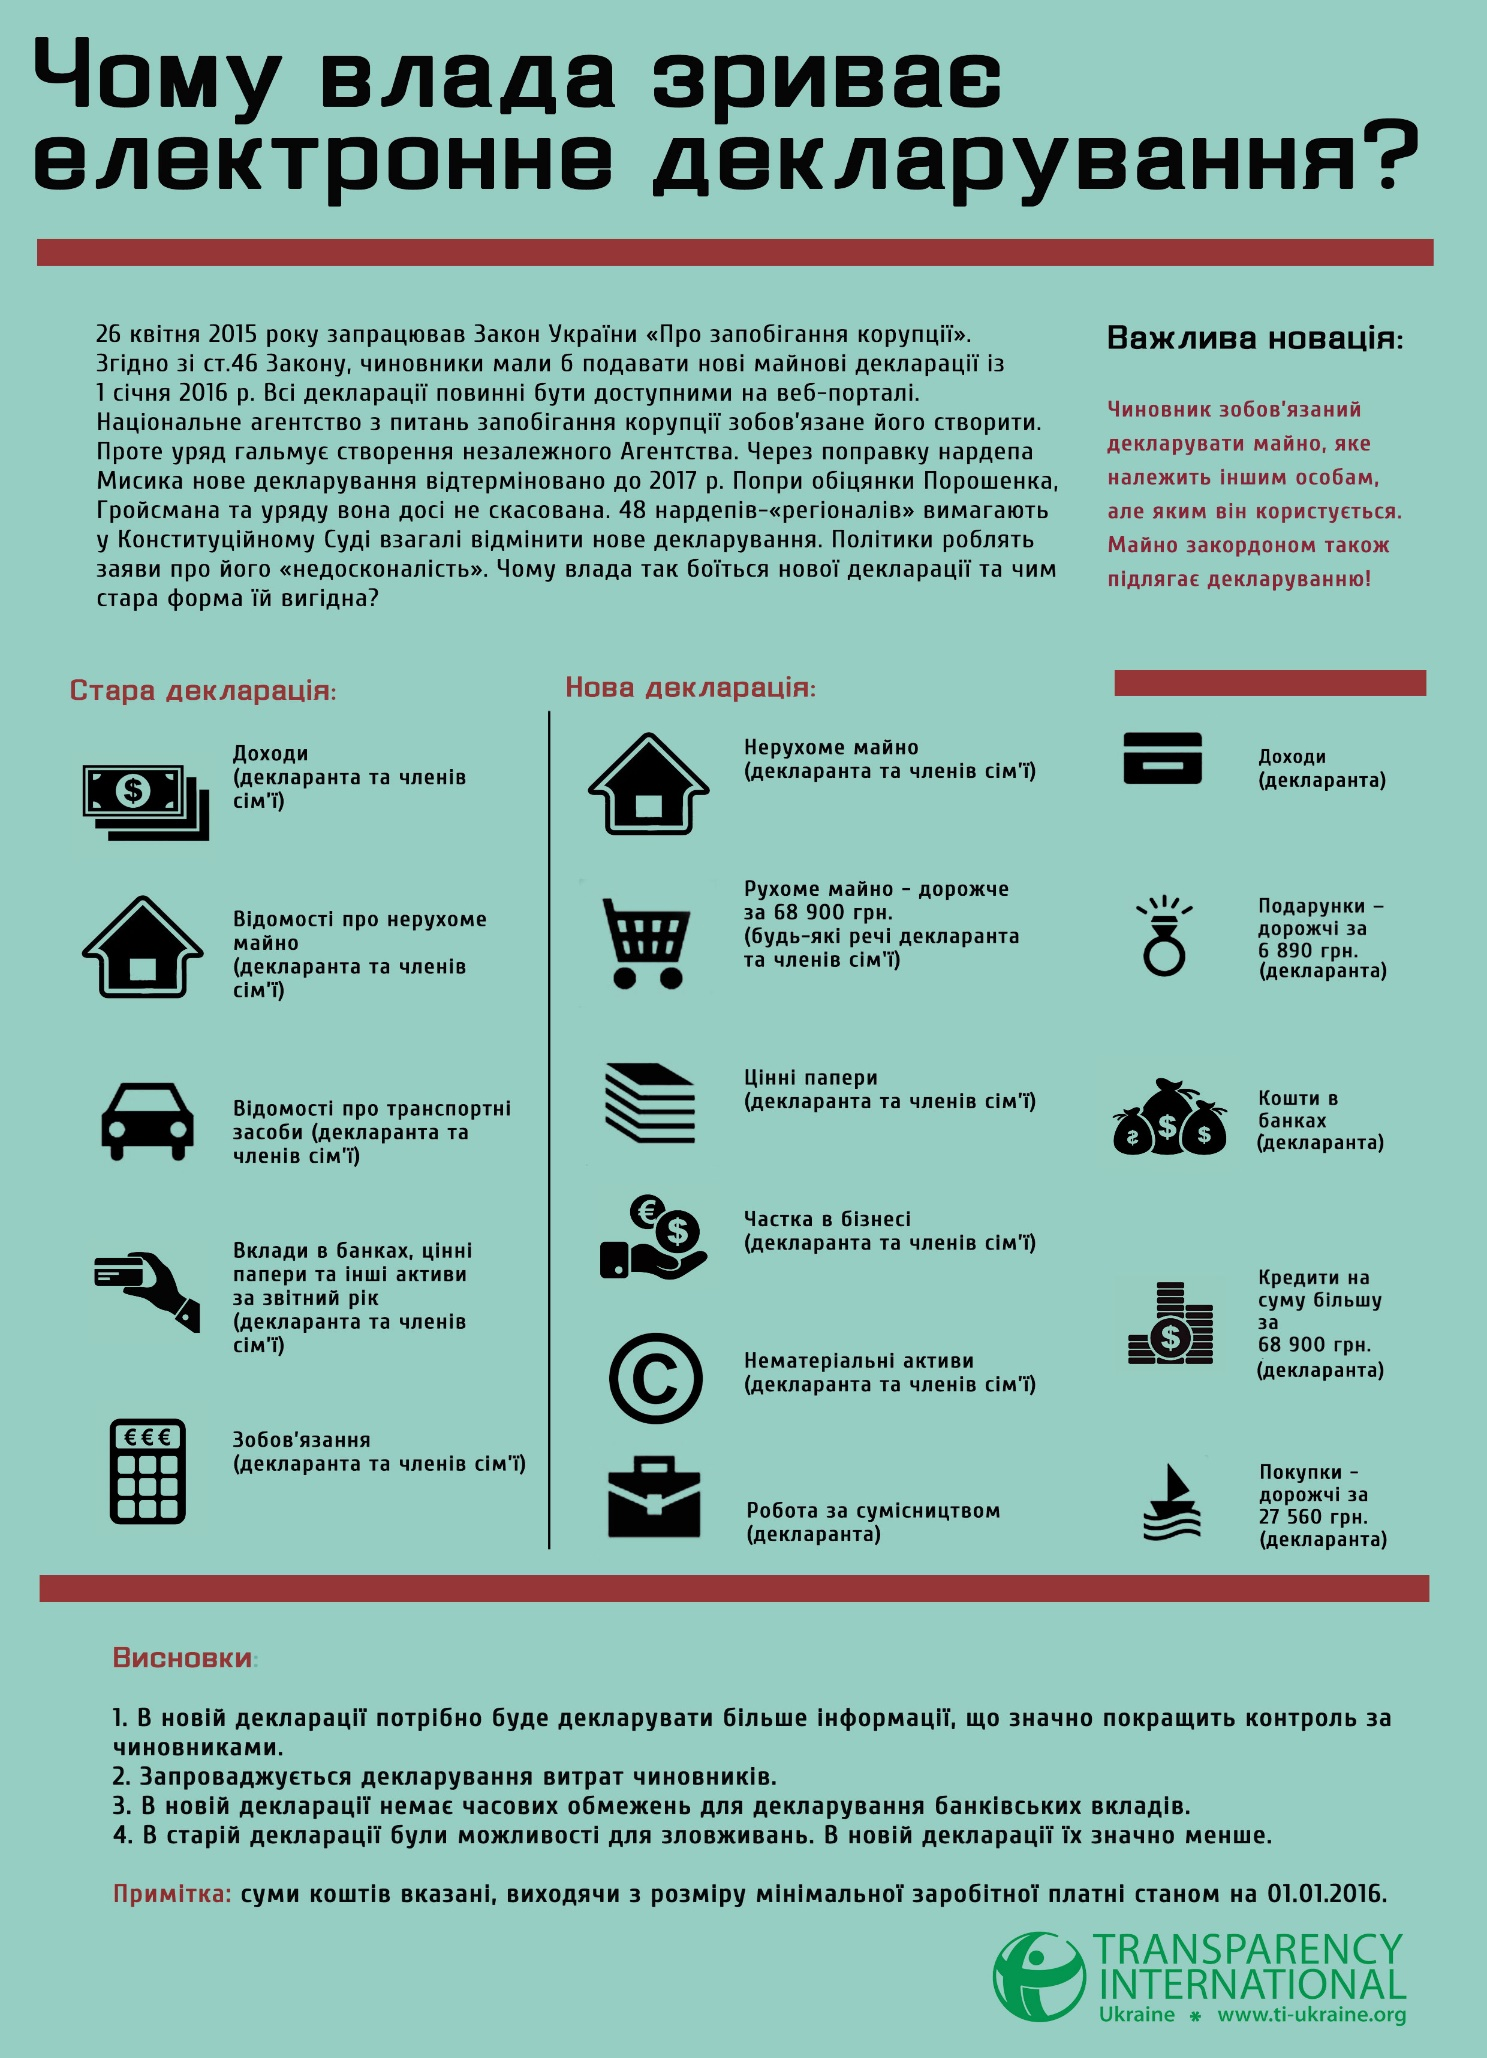 Чому влада зриває
електронне декларування?
26 квітня 2015 року запрацював Закон України «Про запобігання корупції».
Згідно зі ст.46 Закону, чиновники мали б подавати нові майнові декларації із
1 січня 2016 р. Всі декларації повинні бути доступними на веб-порталі.
Національне агентство з питань запобігання корупції зобов'язане його створити.
Проте уряд гальмує створення незалежного Агентства. Через поправку нардепа
Мисика нове декларування відтерміновано до 2017 р. Попри обіцянки Порошенка,
Гройсмана та уряду вона досі не скасована. 48 нардепів-«регіоналів» вимагають
у Конституційному Суді взагалі відмінити нове декларування. Політики роблять
заяви про його «недосконалість». Чому влада так боїться нової декларації та чим
стара форма їй вигідна?
Важлива новація:
Чиновник зобов'язаний
декларувати майно, яке
належить іншим особам,
але яким він користується.
Майно закордоном також
підлягає декларуванню!
Стара декларація:
$
Доходи
(декларанта та членів
сім'ї)
Відомості про нерухоме
майно
(декларанта та членів
сім'ї)
Відомості про транспортні
засоби (декларанта та
членів сім'ї)
Вклади в банках, цінні
папери та інші активи
за звітний рік
(декларанта та членів
сім'ї)
€€€
Зобов'язання
(декларанта та членів сім'ї)
Нова декларація:
Нерухоме майно
(декларанта та членів сім'ї)
Рухоме майно - дорожче
за 68 900 грн.
(будь-які речі декларанта
та членів сім'ї)
Цінні папери
(декларанта та членів сім'ї)
€ $
Частка в бізнесі
(декларанта та членів сім'ї)
C
Нематеріальні активи
(декларанта та членів сім'ї)
Робота за сумісництвом
(декларанта)
Доходи
(декларанта)
Подарунки –
дорожчі за
6 890 грн.
(декларанта)
₴ $ $
Кошти в
банках
(декларанта)
$
Кредити на
суму більшу
за
68 900 грн.
(декларанта)
Покупки -
дорожчі за
27 560 грн.
(декларанта)
Висновки:
1. В новій декларації потрібно буде декларувати більше інформації, що значно покращить контроль за
чиновниками.
2. Запроваджується декларування витрат чиновників.
3. В новій декларації немає часових обмежень для декларування банківських вкладів.
4. В старій декларації були можливості для зловживань. В новій декларації їх значно менше.
Примітка: суми коштів вказані, виходячи з розміру мінімальної заробітної платні станом на 01.01.2016.
TRANSPARENCY
INTERNATIONAL
Ukraine * www.ti-ukraine.org